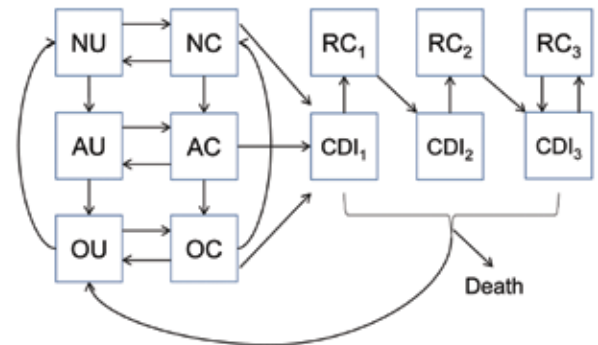 NU NC RC₁ RC₂ RC₃
AU AC CDI₁ CDI₂ CDI₃
OU OC
Death